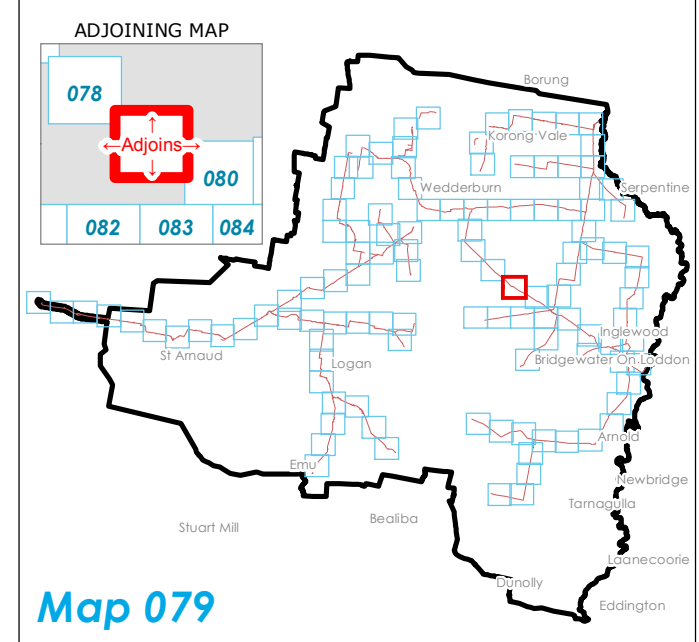 ADJOINING MAP
078
←Adjoins→
080
082 083 084
Borung
Korong Vale
Wedderburn
Serpentine
Inglewood
St Arnaud
Logan
Bridgewater On Loddon
Arnold
Emu
Newbridge
Tarnagulla
Stuart Mill
Bealiba
Laanecoorie
Dunolly
Eddington
Map 079